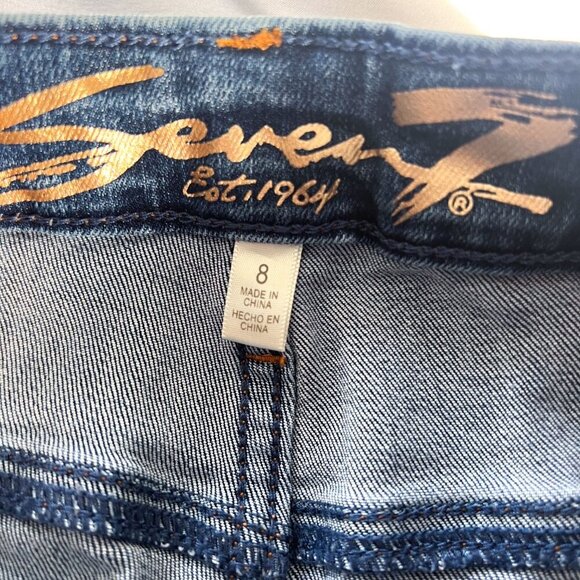 Seven7®
Est. 1964
8
MADE IN
CHINA
HECHO EN
CHINA